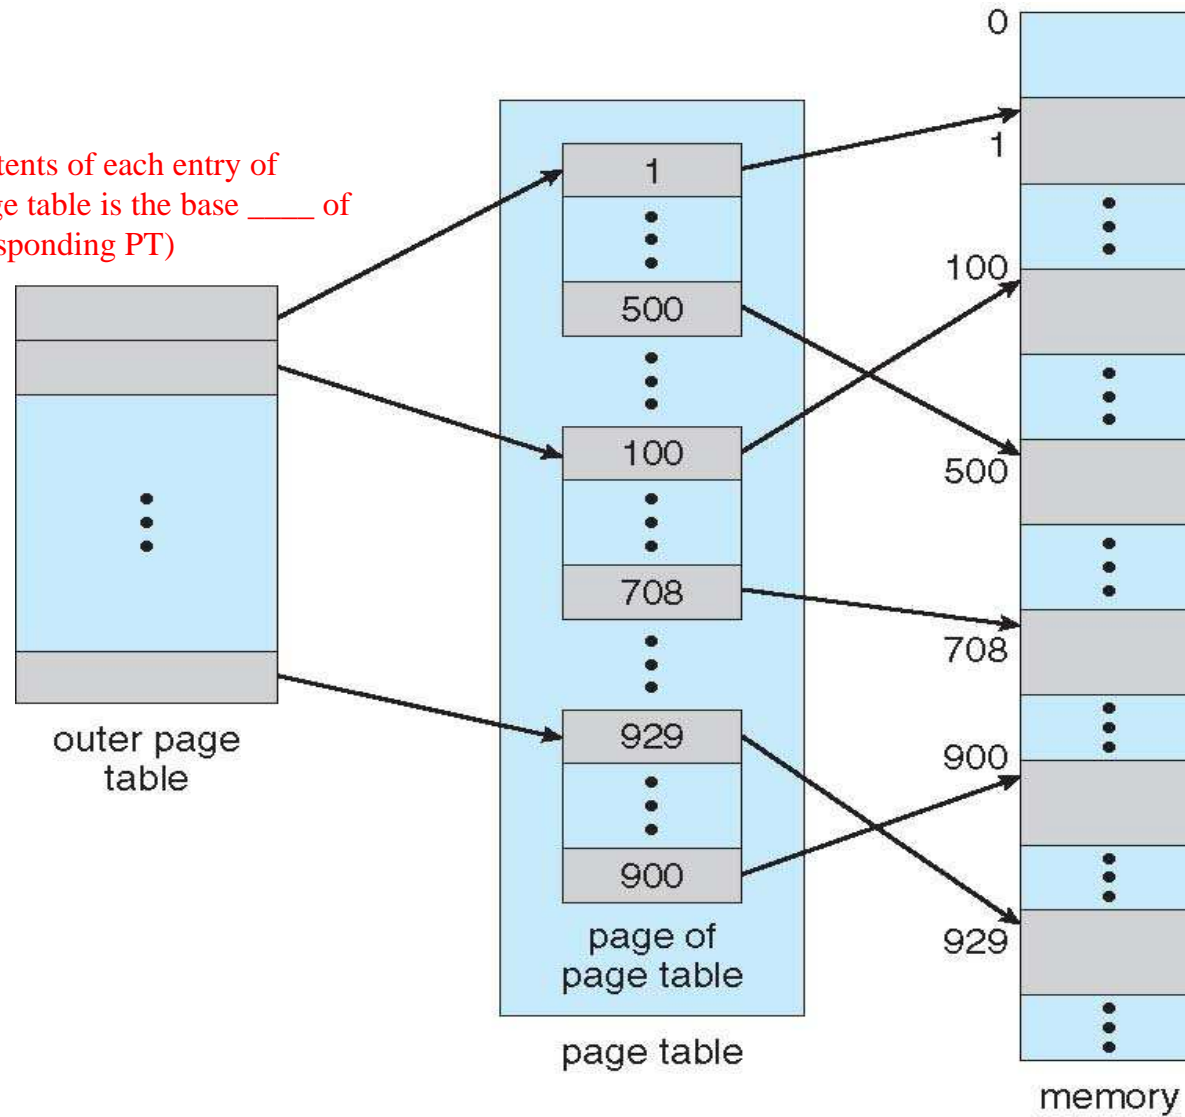 tents of each entry of
ge table is the base ____ of
sponding PT)
outer page
table
1
500
100
708
929
900
page of
page table
page table
0
1
100
500
708
900
929
memory